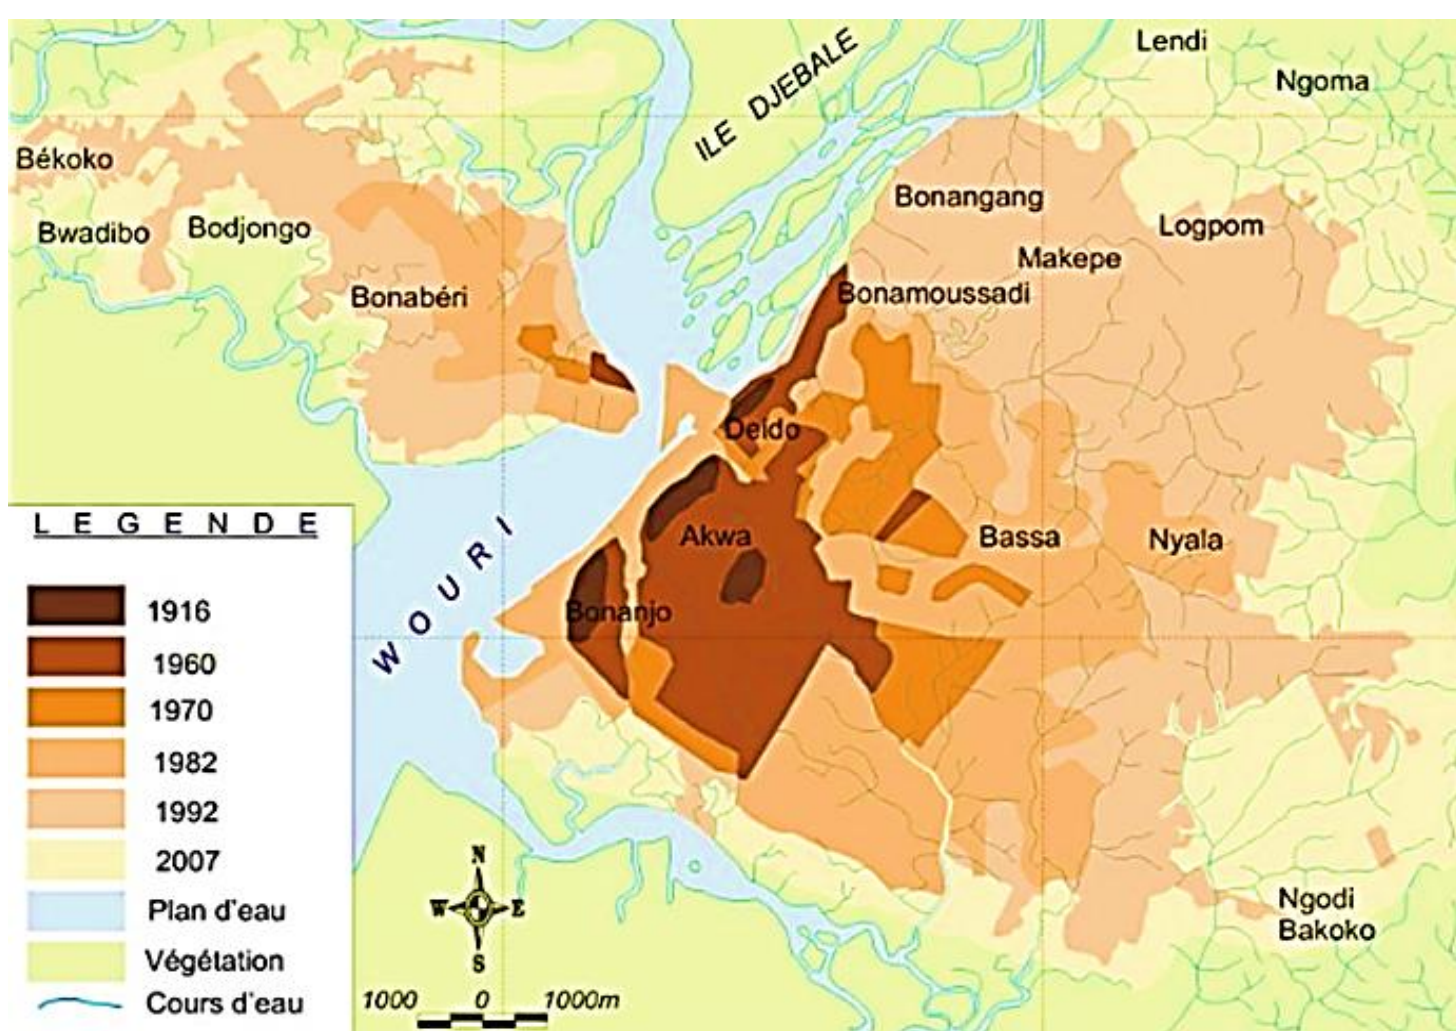 Lendi
Ngoma
ILE DJEBALE
Békoko
Bonangang
Bwadibo
Bodjongo
Logpom
Makepe
Bonabéri
Bonamoussadi
Deido
Akwa
Bassa
Nyala
WOURI
Bonanjo
Ngodi
Bakoko
LEGENDE
1916
1960
1970
1982
1992
2007
Plan d'eau
Végétation
Cours d'eau
N
W E
S
1000 0 1000m